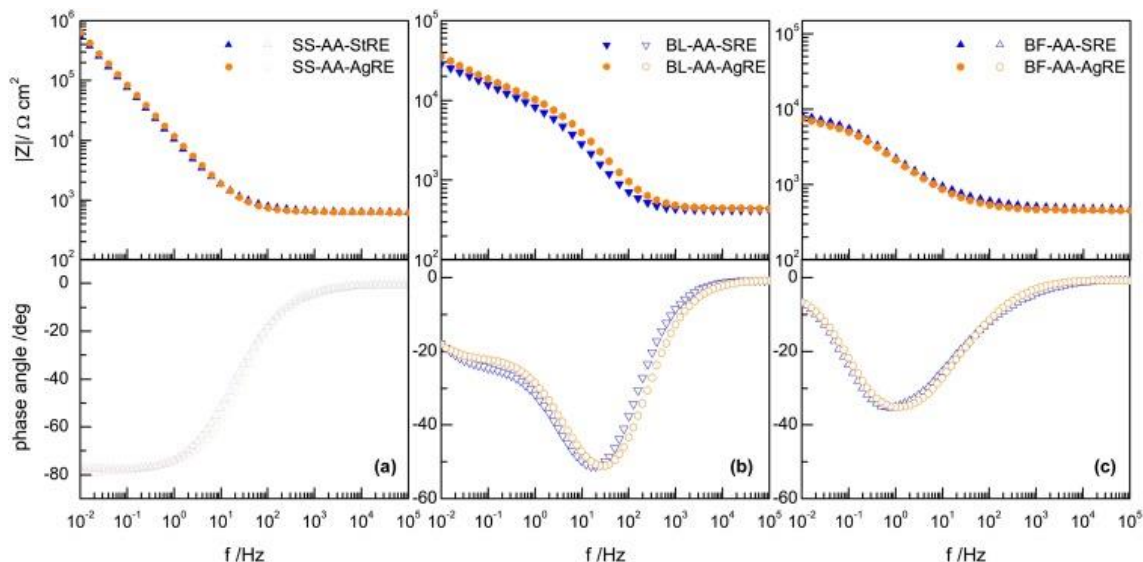 10⁶
10⁵
10⁴
10³
10²
|Z|/ Ω cm²
SS-AA-StRE
SS-AA-AgRE
10⁵
10⁴
10³
10²
BL-AA-SRE
BL-AA-AgRE
10⁵
10⁴
10³
10²
BF-AA-SRE
BF-AA-AgRE
0
-20
-40
-60
-80
phase angle /deg
(a)
0
-20
-40
-60
(b)
0
-20
-40
-60
(c)
10⁻² 10⁻¹ 10⁰ 10¹ 10² 10³ 10⁴ 10⁵
10⁻² 10⁻¹ 10⁰ 10¹ 10² 10³ 10⁴ 10⁵
10⁻² 10⁻¹ 10⁰ 10¹ 10² 10³ 10⁴ 10⁵
f /Hz
f /Hz
f /Hz